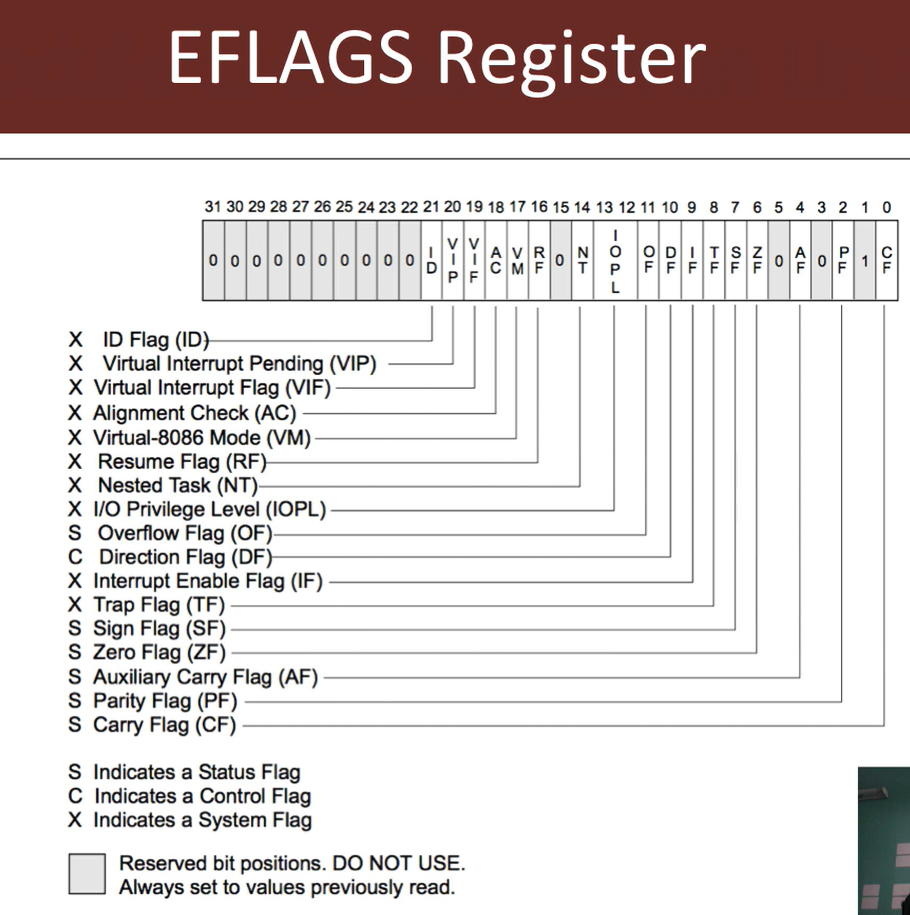 EFLAGS Register
31 30 29 28 27 26 25 24 23 22 21 20 19 18 17 16 15 14 13 12 11 10 9 8 7 6 5 4 3 2 1 0
0 0 0 0 0 0 0 0 0 0 ID VIP VIF AC VM RF 0 NT IOPL OF DF IF TF SF ZF 0 AF 0 PF 1 CF
X ID Flag (ID)
X Virtual Interrupt Pending (VIP)
X Virtual Interrupt Flag (VIF)
X Alignment Check (AC)
X Virtual-8086 Mode (VM)
X Resume Flag (RF)
X Nested Task (NT)
X I/O Privilege Level (IOPL)
S Overflow Flag (OF)
C Direction Flag (DF)
X Interrupt Enable Flag (IF)
X Trap Flag (TF)
S Sign Flag (SF)
S Zero Flag (ZF)
S Auxiliary Carry Flag (AF)
S Parity Flag (PF)
S Carry Flag (CF)
S Indicates a Status Flag
C Indicates a Control Flag
X Indicates a System Flag
Reserved bit positions. DO NOT USE.
Always set to values previously read.